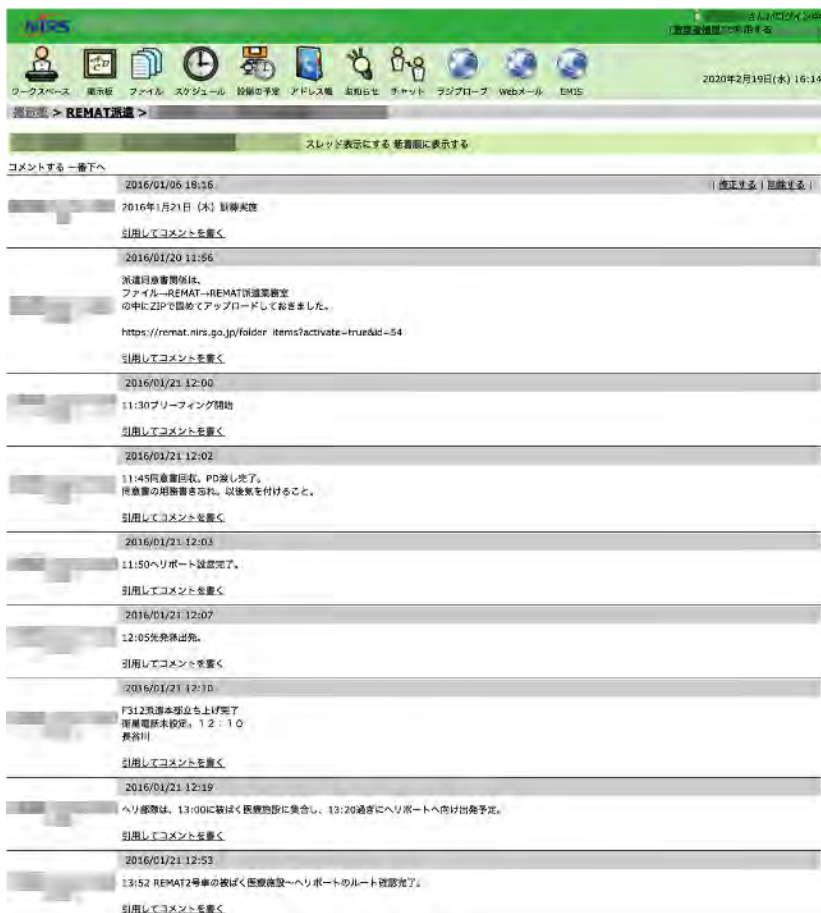 NIRS
さんがログイン中
ワークスペース 掲示板 ファイル スケジュール 設備の予定 アドレス帳 お知らせ チャット ラジプローブ Webメール EMIS
2020年2月19日(水) 16:14
掲示板 > REMAT派遣 >
スレッド表示にする 新着順に表示する
コメントする 一番下へ
2016/01/06 18:16
| 修正する | 削除する |
2016年1月21日（木）訓練実施
引用してコメントを書く
2016/01/20 11:56
派遣同意書関係は、
ファイル→REMAT→REMAT派遣業務室
の中にZIPで固めてアップロードしておきました。
https://remat.nirs.go.jp/folder_items?activate=true&id=54
引用してコメントを書く
2016/01/21 12:00
11:30ブリーフィング開始
引用してコメントを書く
2016/01/21 12:02
11:45同意書回収、PD渡し完了。
同意書の用務書き忘れ。以後気を付けること。
引用してコメントを書く
2016/01/21 12:03
11:50ヘリポート設営完了。
引用してコメントを書く
2016/01/21 12:07
12:05先発隊出発。
引用してコメントを書く
2016/01/21 12:10
F312派遣本部立ち上げ完了
衛星電話未設定。１２：１０
長谷川
引用してコメントを書く
2016/01/21 12:19
ヘリ部隊は、13:00に被ばく医療施設に集合し、13:20過ぎにヘリポートへ向け出発予定。
引用してコメントを書く
2016/01/21 12:53
13:52 REMAT2号車の被ばく医療施設～ヘリポートのルート確認完了。
引用してコメントを書く